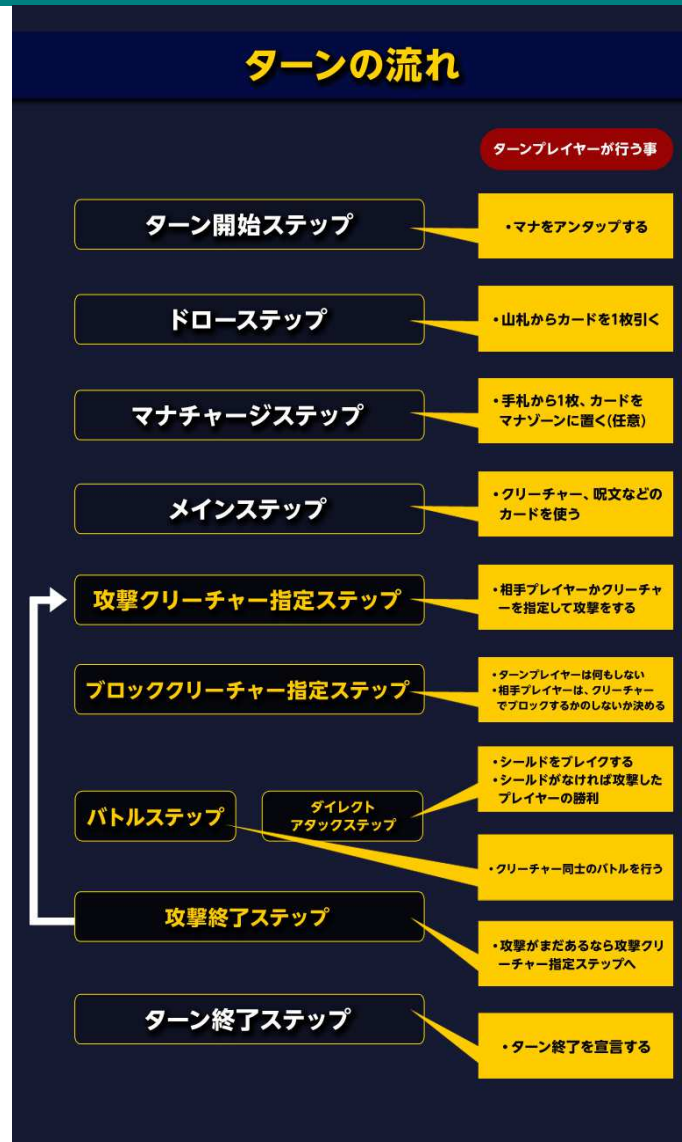 ターンの流れ
ターンプレイヤーが行う事
ターン開始ステップ
・マナをアンタップする
ドローステップ
・山札からカードを1枚引く
マナチャージステップ
・手札から1枚、カードを
マナゾーンに置く(任意)
メインステップ
・クリーチャー、呪文などの
カードを使う
攻撃クリーチャー指定ステップ
・相手プレイヤーかクリーチャ
ーを指定して攻撃をする
ブロッククリーチャー指定ステップ
・ターンプレイヤーは何もしない
・相手プレイヤーは、クリーチャー
でブロックするかのしないか決める
バトルステップ
ダイレクト
アタックステップ
・シールドをブレイクする
・シールドがなければ攻撃した
プレイヤーの勝利
・クリーチャー同士のバトルを行う
攻撃終了ステップ
・攻撃がまだあるなら攻撃クリ
ーチャー指定ステップへ
ターン終了ステップ
・ターン終了を宣言する